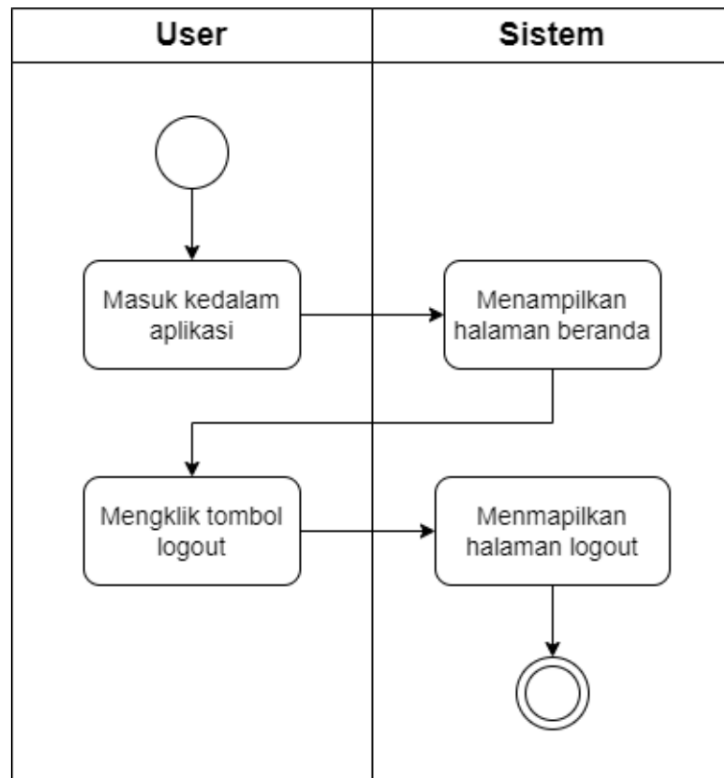 User
Sistem
Masuk kedalam
aplikasi
Menampilkan
halaman beranda
Mengklik tombol
logout
Menmapilkan
halaman logout